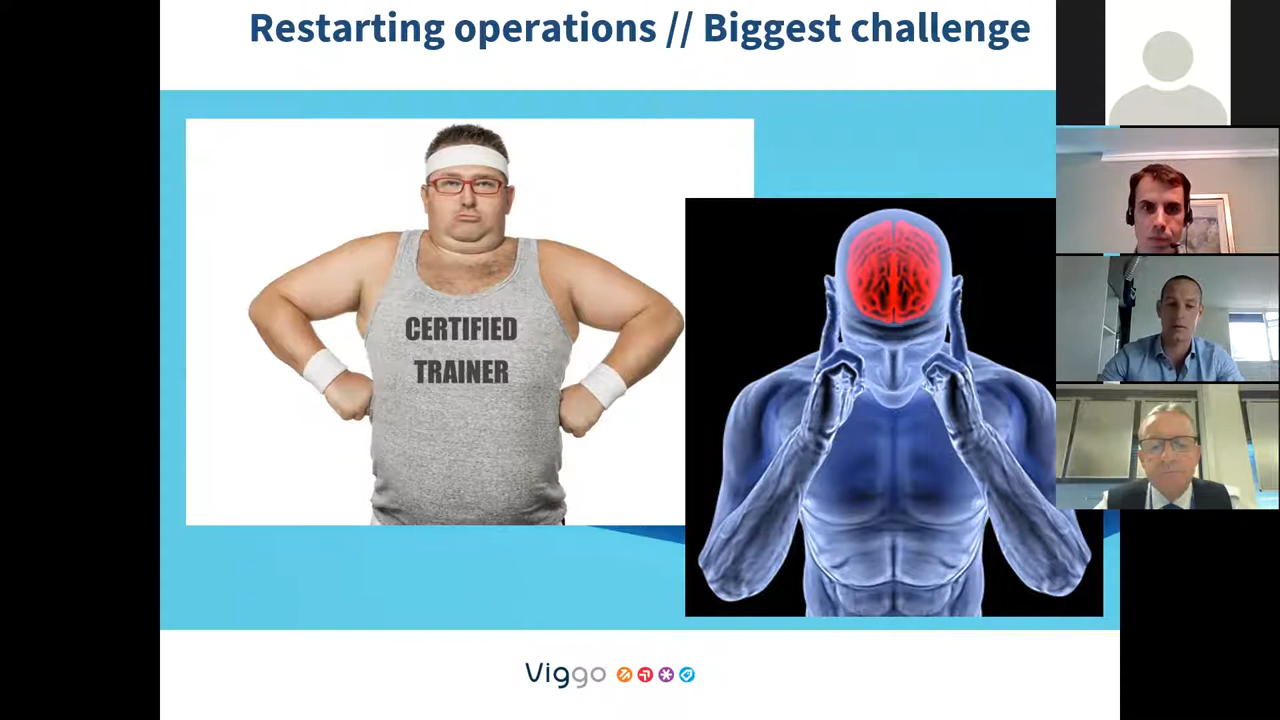 Restarting operations // Biggest challenge
CERTIFIED
TRAINER
Viggo